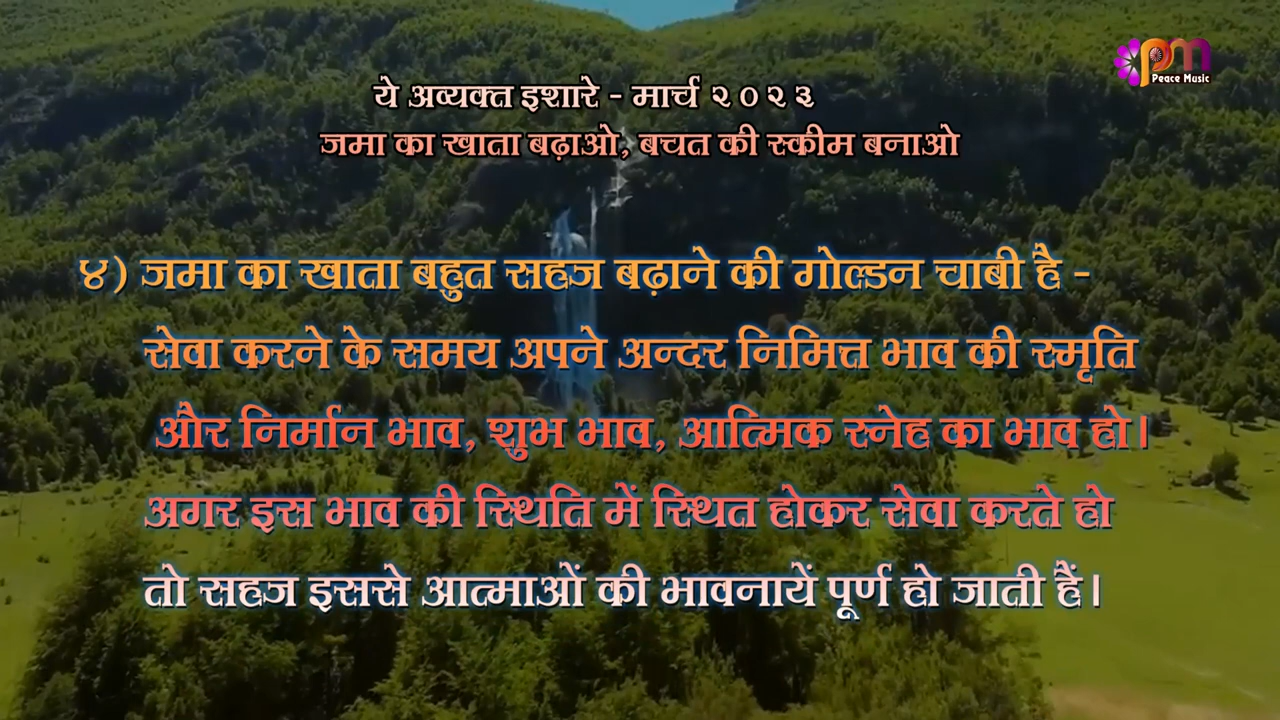 pm
Peace Music
ये अव्यक्त इशारे - मार्च २०२३
जमा का खाता बढ़ाओ, बचत की स्कीम बनाओ
४) जमा का खाता बहुत सहज बढ़ाने की गोल्डन चाबी है -
सेवा करने के समय अपने अन्दर निमित्त भाव की स्मृति
और निर्मान भाव, शुभ भाव, आत्मिक स्नेह का भाव हो।
अगर इस भाव की स्थिति में स्थित होकर सेवा करते हो
तो सहज इससे आत्माओं की भावनायें पूर्ण हो जाती हैं।